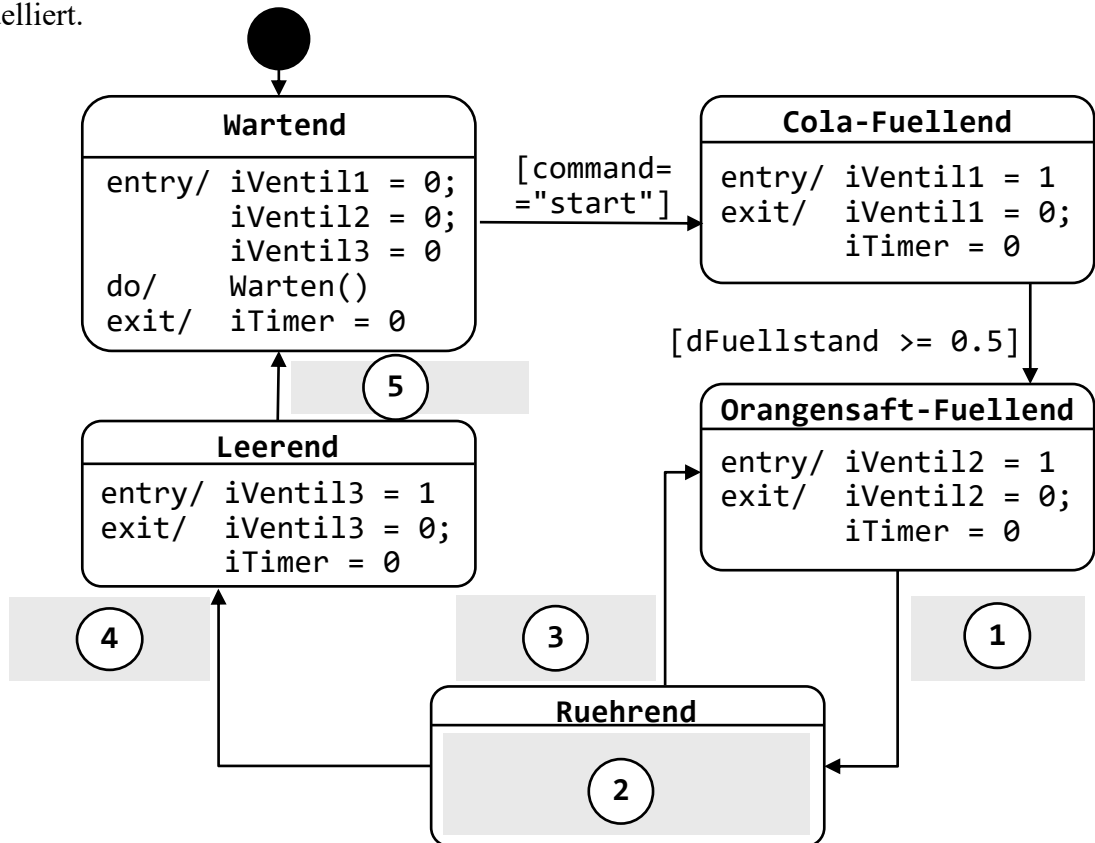 elliert.
Wartend
entry/ iVentil1 = 0;
iVentil2 = 0;
iVentil3 = 0
do/ Warten()
exit/ iTimer = 0
[command=
="start"]
Cola-Fuellend
entry/ iVentil1 = 1
exit/ iVentil1 = 0;
iTimer = 0
[dFuellstand >= 0.5]
Orangensaft-Fuellend
entry/ iVentil2 = 1
exit/ iVentil2 = 0;
iTimer = 0
5
Leerend
entry/ iVentil3 = 1
exit/ iVentil3 = 0;
iTimer = 0
4
3
1
Ruehrend
2